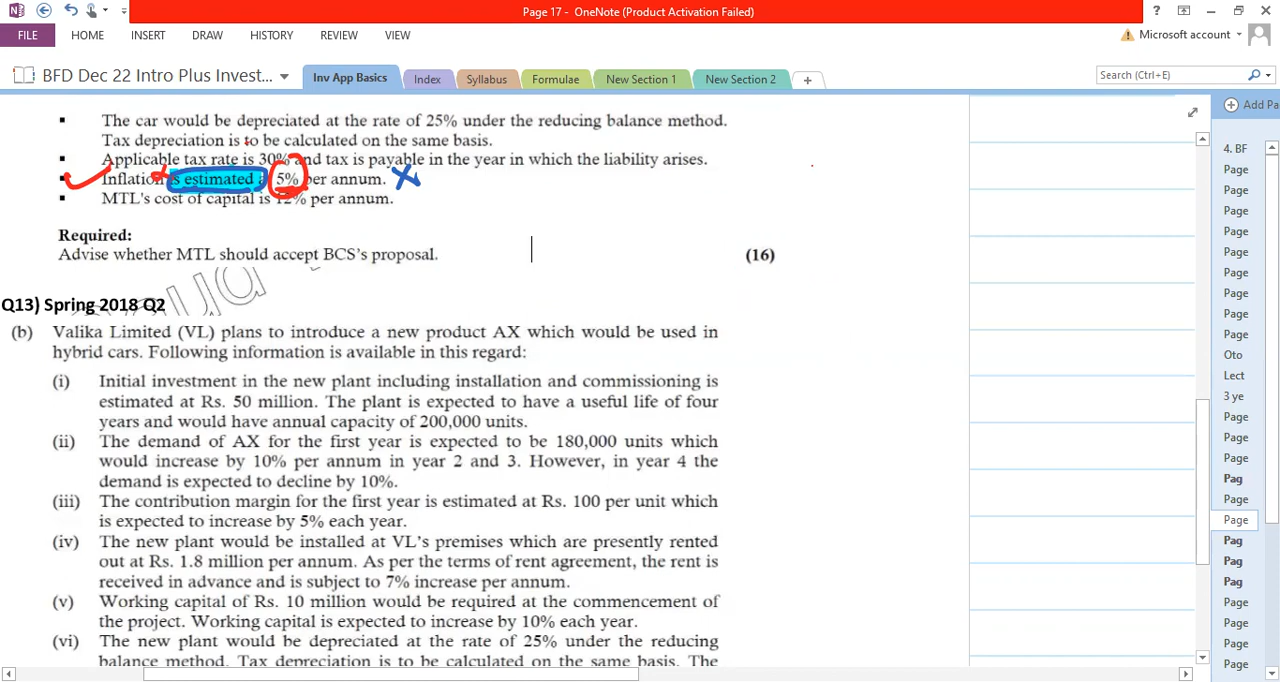 Page 17 - OneNote (Product Activation Failed)
FILE HOME INSERT DRAW HISTORY REVIEW VIEW Microsoft account
BFD Dec 22 Intro Plus Invest... Inv App Basics Index Syllabus Formulae New Section 1 New Section 2 Search (Ctrl+E)
Add Pa
▪ The car would be depreciated at the rate of 25% under the reducing balance method.
Tax depreciation is to be calculated on the same basis.
▪ Applicable tax rate is 30% and tax is payable in the year in which the liability arises.
▪ Inflation is estimated at 5% per annum.
▪ MTL's cost of capital is 12% per annum.
Required:
Advise whether MTL should accept BCS's proposal. (16)
Q13) Spring 2018 Q2
(b) Valika Limited (VL) plans to introduce a new product AX which would be used in
hybrid cars. Following information is available in this regard:
(i) Initial investment in the new plant including installation and commissioning is
estimated at Rs. 50 million. The plant is expected to have a useful life of four
years and would have annual capacity of 200,000 units.
(ii) The demand of AX for the first year is expected to be 180,000 units which
would increase by 10% per annum in year 2 and 3. However, in year 4 the
demand is expected to decline by 10%.
(iii) The contribution margin for the first year is estimated at Rs. 100 per unit which
is expected to increase by 5% each year.
(iv) The new plant would be installed at VL's premises which are presently rented
out at Rs. 1.8 million per annum. As per the terms of rent agreement, the rent is
received in advance and is subject to 7% increase per annum.
(v) Working capital of Rs. 10 million would be required at the commencement of
the project. Working capital is expected to increase by 10% each year.
(vi) The new plant would be depreciated at the rate of 25% under the reducing
balance method. Tax depreciation is to be calculated on the same basis. The
4. BF
Page
Page
Page
Page
Page
Page
Page
Page
Page
Oto
Lect
3 ye
Page
Page
Page
Pag
Page
Page
Pag
Pag
Pag
Page
Page
Page
Page